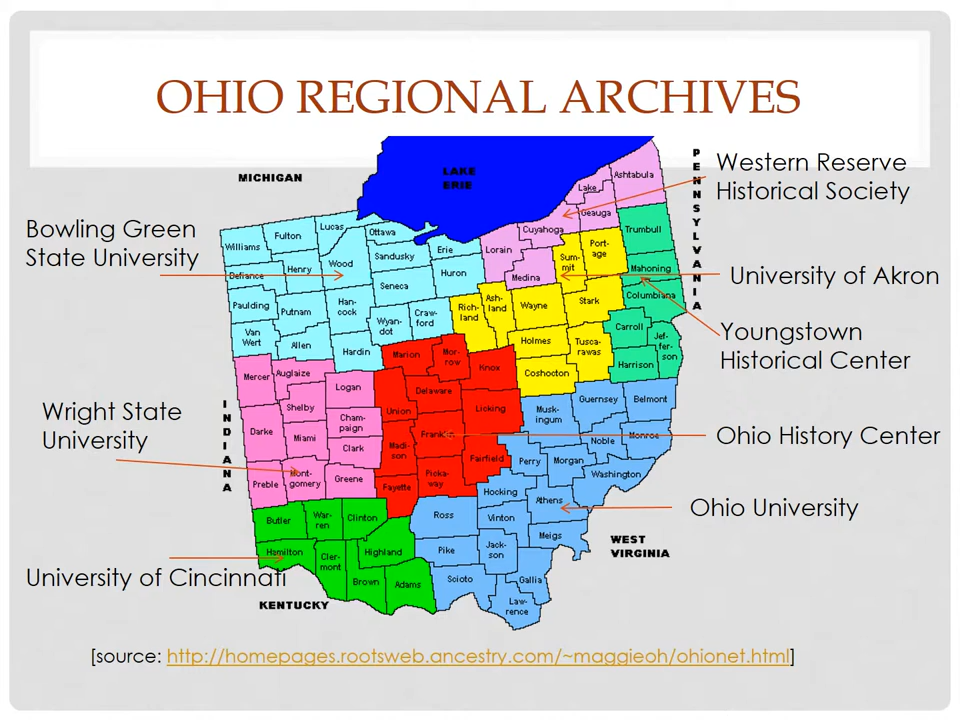 OHIO REGIONAL ARCHIVES
MICHIGAN
LAKE
ERIE
PENNSYLVANIA
Western Reserve
Historical Society
Bowling Green
State University
University of Akron
Youngstown
Historical Center
Wright State
University
INDIANA
Ohio History Center
Ohio University
WEST
VIRGINIA
University of Cincinnati
KENTUCKY
Williams
Fulton
Lucas
Ottawa
Defiance
Henry
Wood
Sandusky
Erie
Huron
Seneca
Paulding
Putnam
Han-
cock
Wyan-
dot
Craw-
ford
Van
Wert
Allen
Hardin
Lorain
Cuyahoga
Medina
Lake
Geauga
Ashtabula
Sum-
mit
Port-
age
Rich-
land
Ash-
land
Wayne
Stark
Holmes
Tusca-
rawas
Coshocton
Trumbull
Mahoning
Columbiana
Carroll
Jef-
fer-
son
Harrison
Mercer
Auglaize
Logan
Shelby
Darke
Miami
Cham-
paign
Clark
Preble
Mont-
gomery
Greene
Marion
Mor-
row
Knox
Delaware
Union
Licking
Madi-
son
Franklin
Fairfield
Picka-
way
Fayette
Musk-
ingum
Guernsey
Belmont
Noble
Monroe
Perry
Morgan
Washington
Hocking
Athens
Ross
Vinton
Meigs
Pike
Jack-
son
Scioto
Gallia
Law-
rence
Butler
War-
ren
Clinton
Hamilton
Cler-
mont
Highland
Brown
Adams
[source: http://homepages.rootsweb.ancestry.com/~maggieoh/ohionet.html]